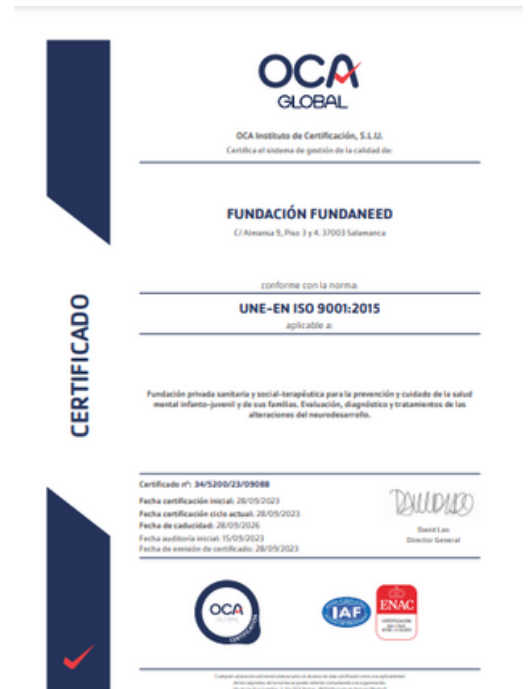 OCA
GLOBAL
OCA Instituto de Certificación, S.L.U.
Certifica el sistema de gestión de la calidad de:
FUNDACIÓN FUNDANEED
C/ Almansa 9, Piso 3 y 4. 37003 Salamanca
conforme con la norma:
UNE-EN ISO 9001:2015
aplicable a:
CERTIFICADO
Fundación privada sanitaria y social-terapéutica para la prevención y cuidado de la salud
mental infanto-juvenil y de sus familias. Evaluación, diagnóstico y tratamientos de las
alteraciones del neurodesarrollo.
Certificado nº: 34/5200/23/09088
Fecha certificación inicial: 28/09/2023
Fecha certificación ciclo actual: 28/09/2023
Fecha de caducidad: 28/09/2026
Fecha auditoría inicial: 15/09/2023
Fecha de emisión de certificado: 28/09/2023
David Lao
Director General
OCA
GLOBAL
CERTIFICACIÓN
IAF
ENAC
CERTIFICACIÓN